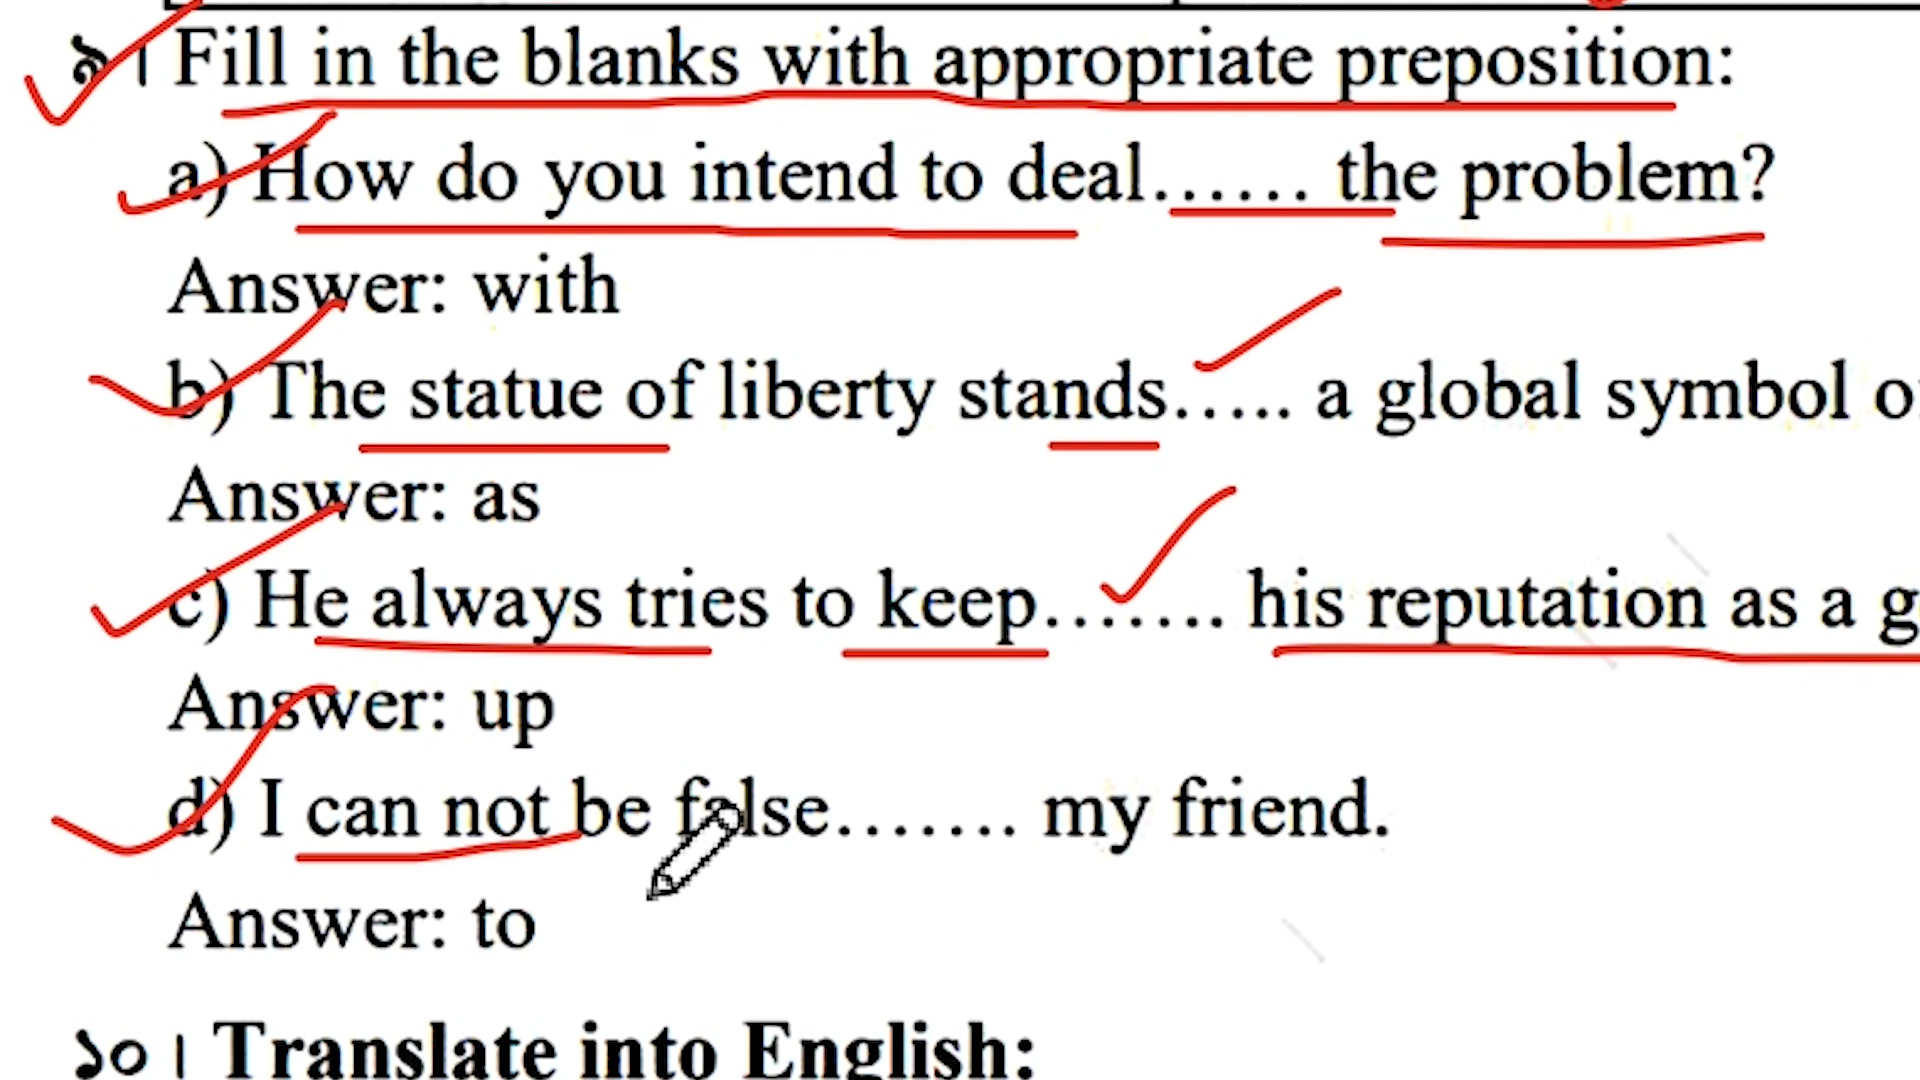 ৯। Fill in the blanks with appropriate preposition:
a) How do you intend to deal...... the problem?
Answer: with
b) The statue of liberty stands..... a global symbol
Answer: as
c) He always tries to keep....... his reputation as a
Answer: up
d) I can not be false....... my friend.
Answer: to
১০। Translate into English: